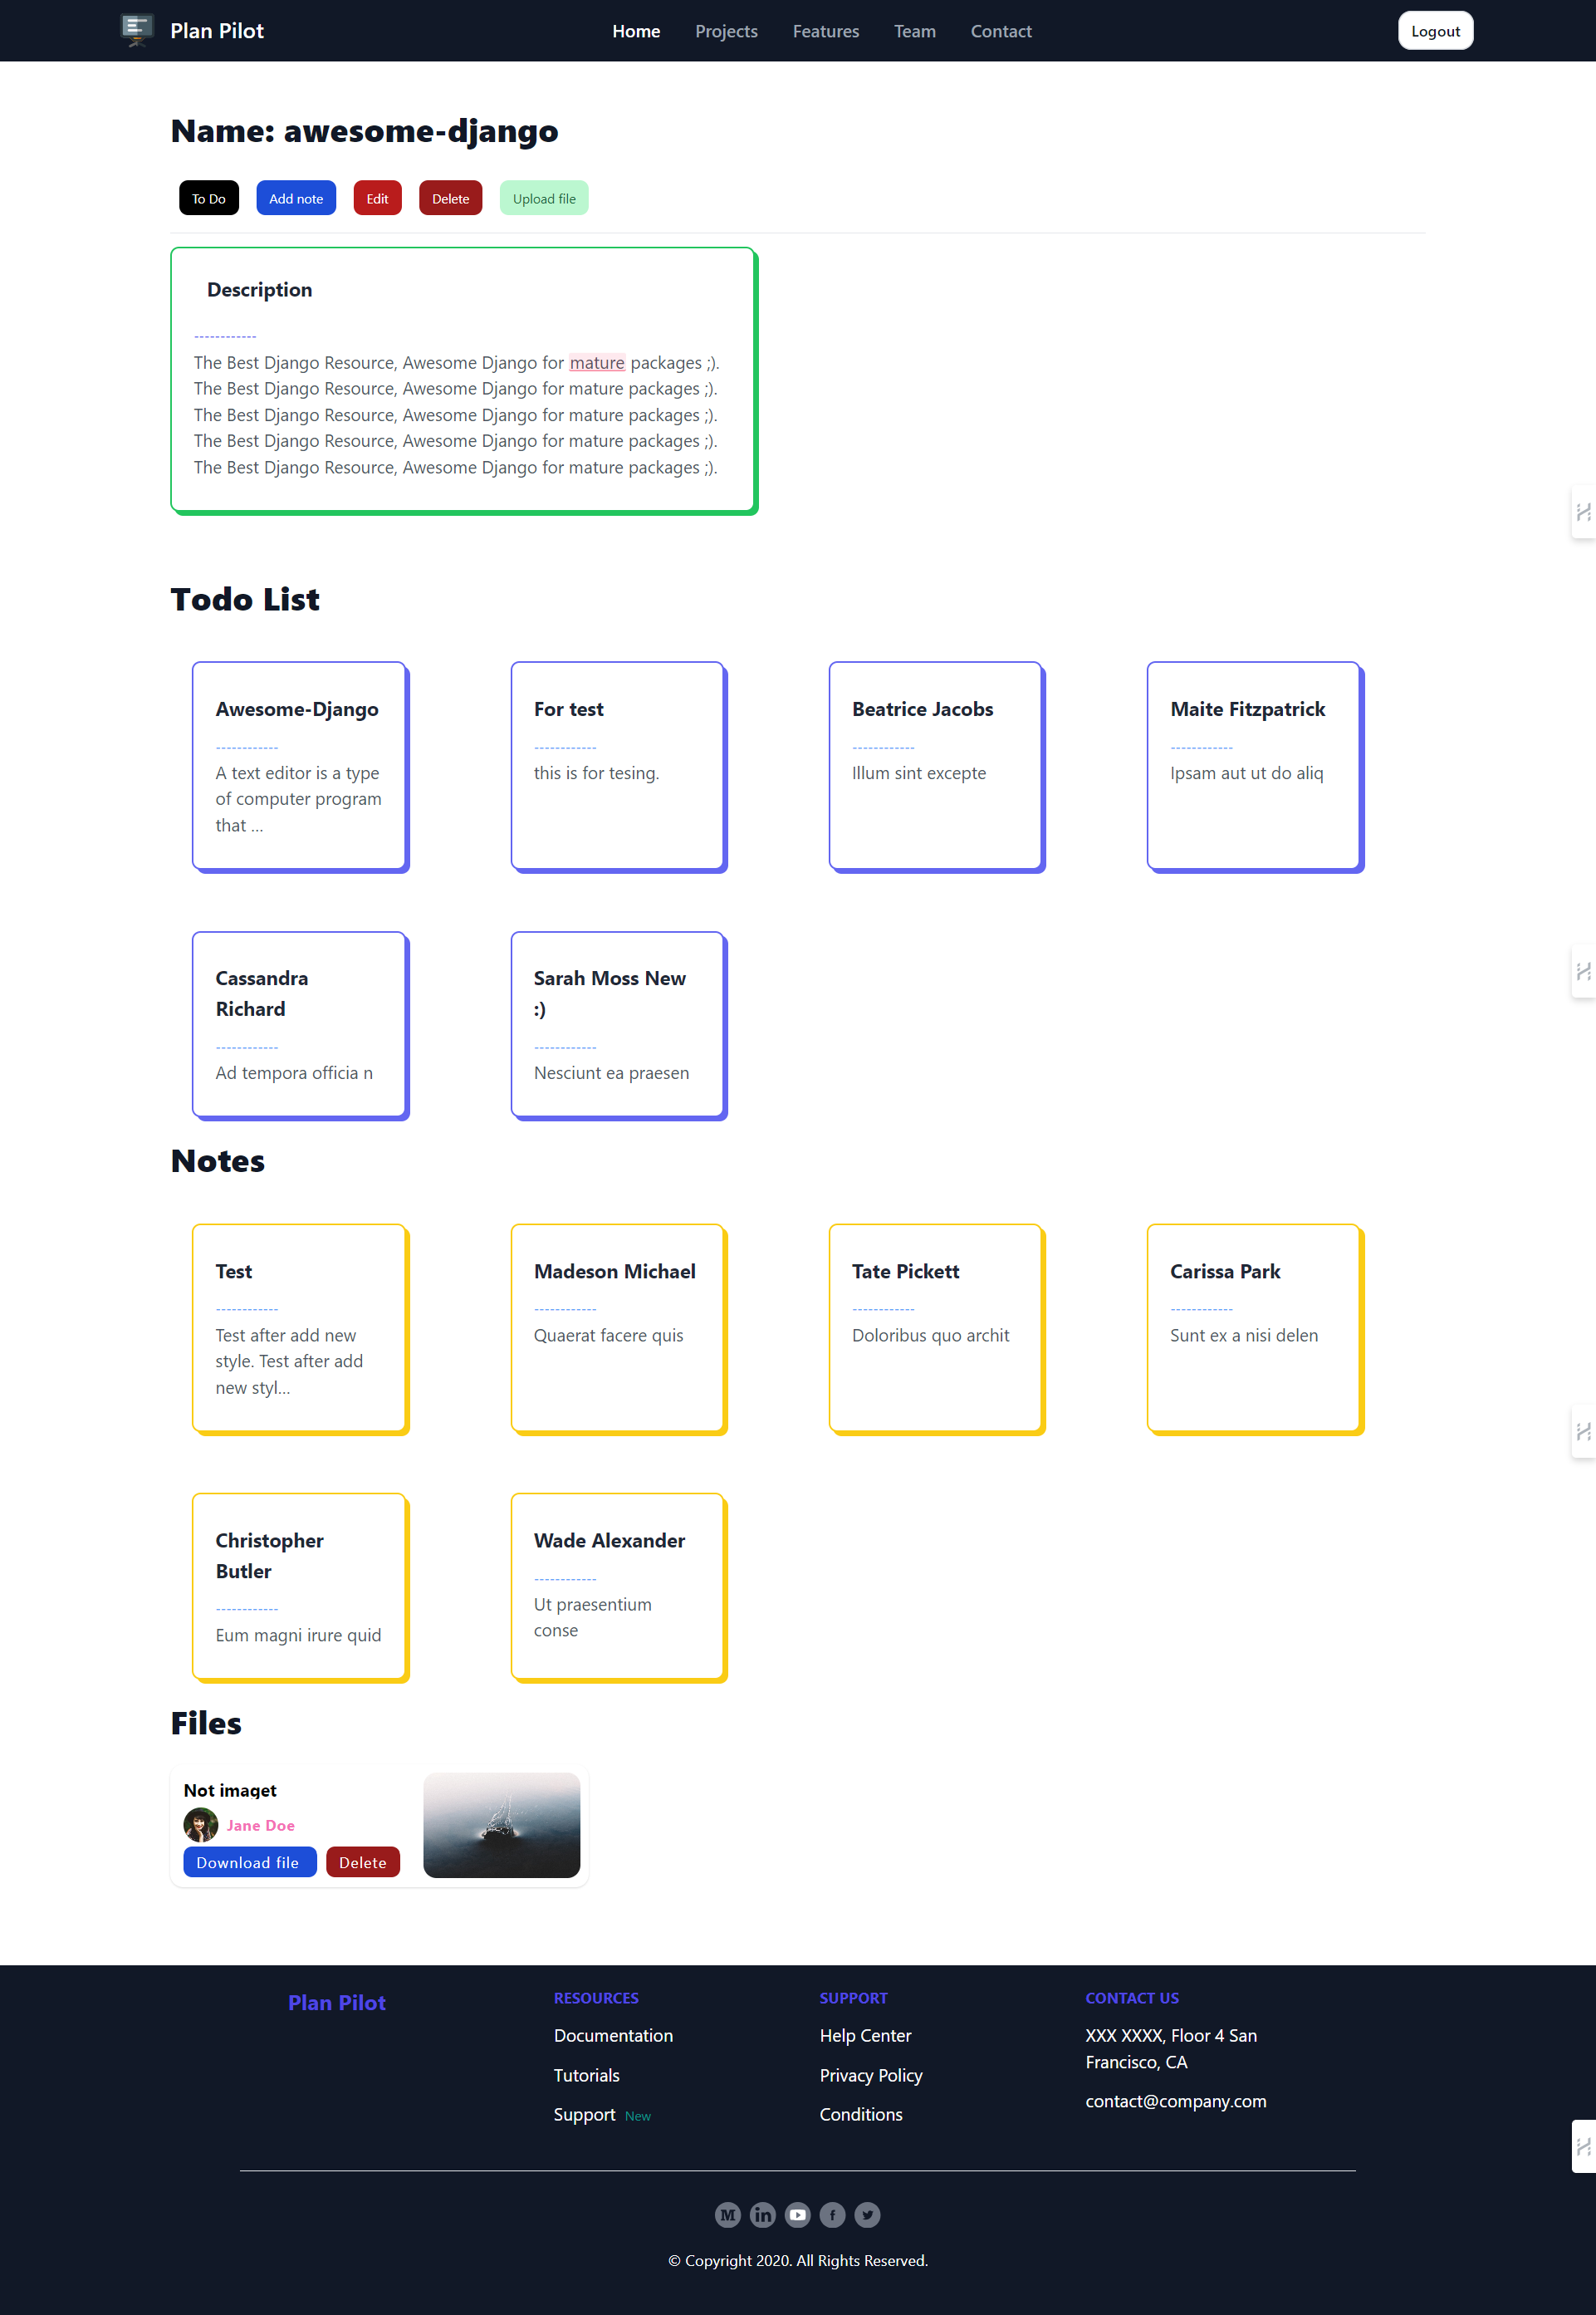 Plan Pilot
Home Projects Features Team Contact
Logout
Name: awesome-django
To Do Add note Edit Delete Upload file
Description
------------
The Best Django Resource, Awesome Django for mature packages ;).
The Best Django Resource, Awesome Django for mature packages ;).
The Best Django Resource, Awesome Django for mature packages ;).
The Best Django Resource, Awesome Django for mature packages ;).
The Best Django Resource, Awesome Django for mature packages ;).
Todo List
Awesome-Django
------------
A text editor is a type
of computer program
that ...
For test
------------
this is for tesing.
Beatrice Jacobs
------------
Illum sint excepte
Maite Fitzpatrick
------------
Ipsam aut ut do aliq
Cassandra
Richard
------------
Ad tempora officia n
Sarah Moss New
:)
------------
Nesciunt ea praesen
Notes
Test
------------
Test after add new
style. Test after add
new styl...
Madeson Michael
------------
Quaerat facere quis
Tate Pickett
------------
Doloribus quo archit
Carissa Park
------------
Sunt ex a nisi delen
Christopher
Butler
------------
Eum magni irure quid
Wade Alexander
------------
Ut praesentium
conse
Files
Not imaget
Jane Doe
Download file Delete
Plan Pilot
RESOURCES
Documentation
Tutorials
Support New
SUPPORT
Help Center
Privacy Policy
Conditions
CONTACT US
XXX XXXX, Floor 4 San
Francisco, CA
contact@company.com
© Copyright 2020. All Rights Reserved.